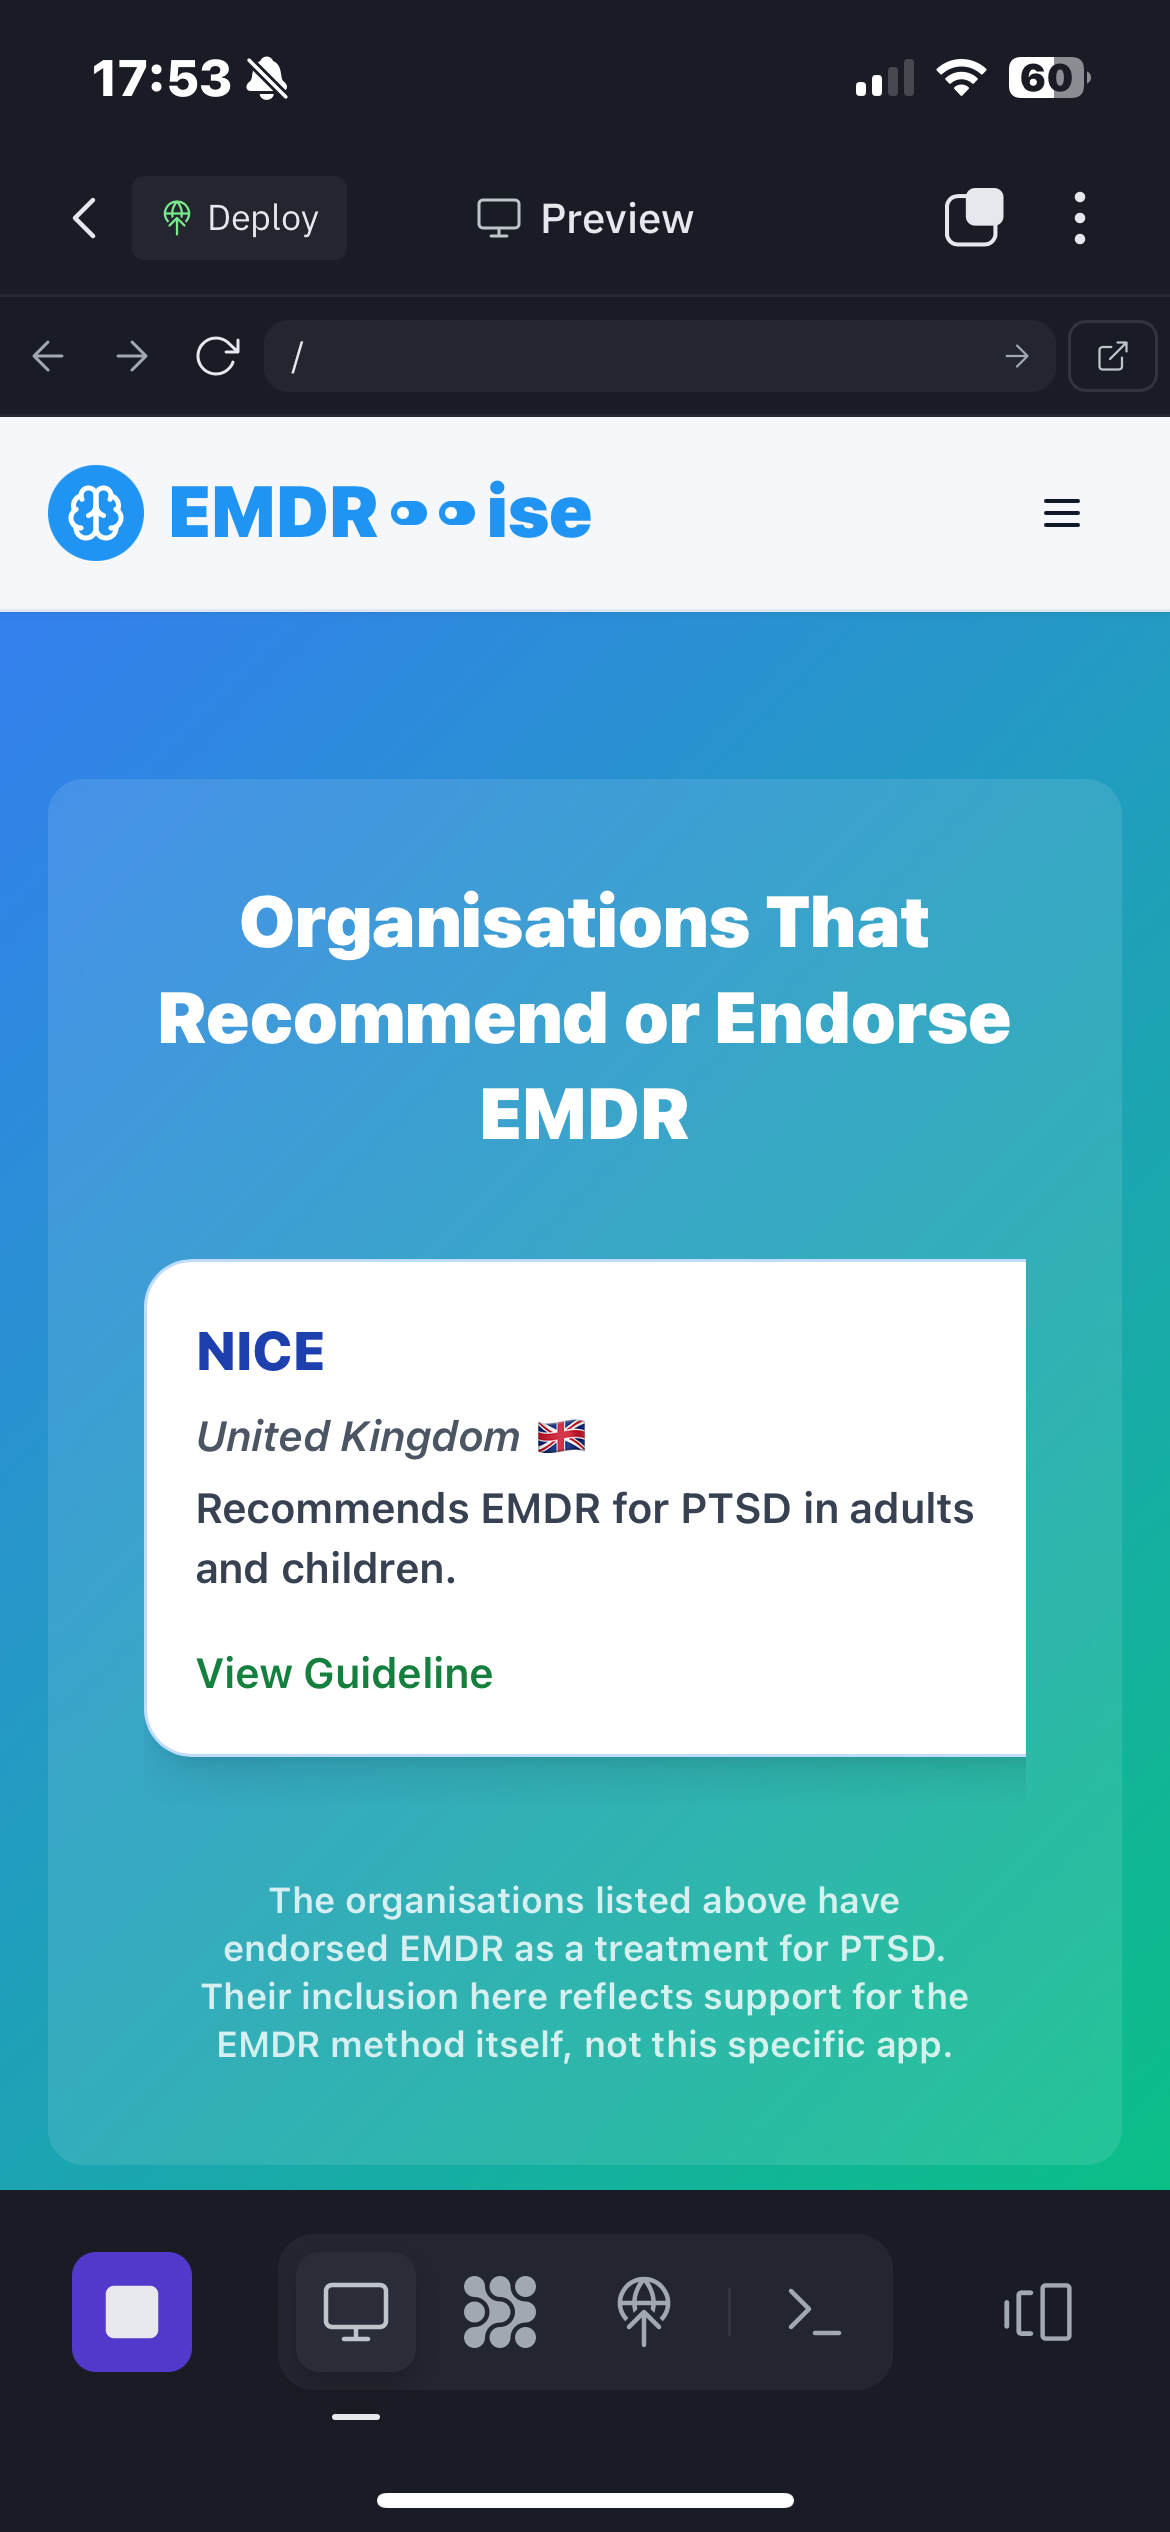 17:53
60
Deploy
Preview
/
EMDR ise
Organisations That
Recommend or Endorse
EMDR
NICE
United Kingdom 🇬🇧
Recommends EMDR for PTSD in adults
and children.
View Guideline
The organisations listed above have
endorsed EMDR as a treatment for PTSD.
Their inclusion here reflects support for the
EMDR method itself, not this specific app.